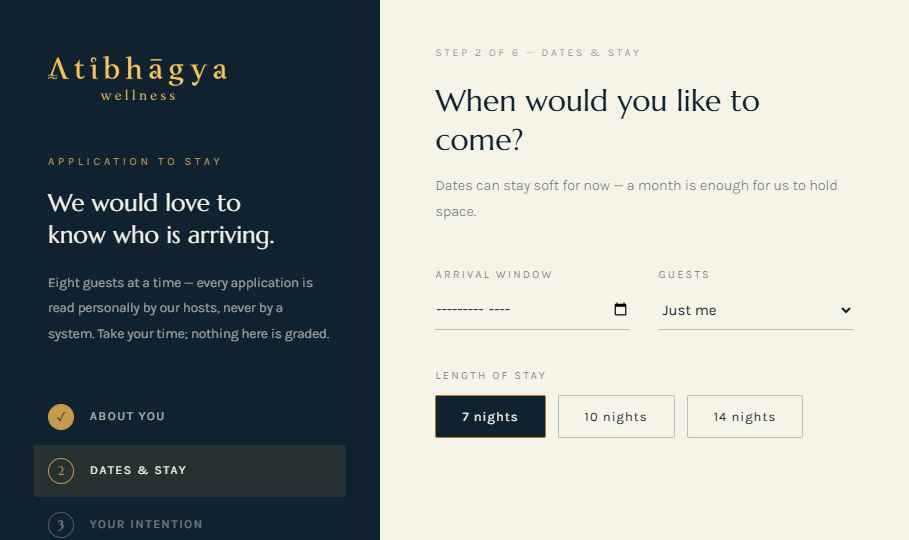 Atibhāgya
wellness
APPLICATION TO STAY
We would love to
know who is arriving.
Eight guests at a time — every application is
read personally by our hosts, never by a
system. Take your time; nothing here is graded.
✓ ABOUT YOU
2 DATES & STAY
3 YOUR INTENTION
STEP 2 OF 6 — DATES & STAY
When would you like to
come?
Dates can stay soft for now — a month is enough for us to hold
space.
ARRIVAL WINDOW
--------- ----
GUESTS
Just me
LENGTH OF STAY
7 nights
10 nights
14 nights